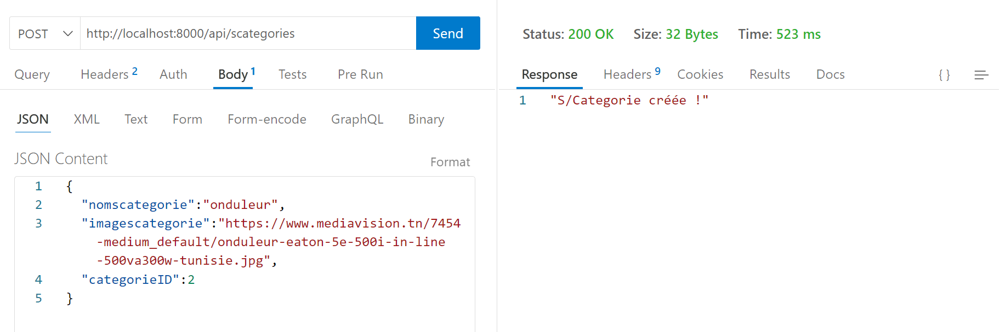 POST http://localhost:8000/api/scategories Send
Query Headers 2 Auth Body 1 Tests Pre Run
JSON XML Text Form Form-encode GraphQL Binary
JSON Content
Format
1 {
2 "nomscategorie":"onduleur",
3 "imagescategorie":"https://www.mediavision.tn/7454
-medium_default/onduleur-eaton-5e-500i-in-line
-500va300w-tunisie.jpg",
4 "categorieID":2
5 }
Status: 200 OK Size: 32 Bytes Time: 523 ms
Response Headers 9 Cookies Results Docs { }
1 "S/Categorie créée !"